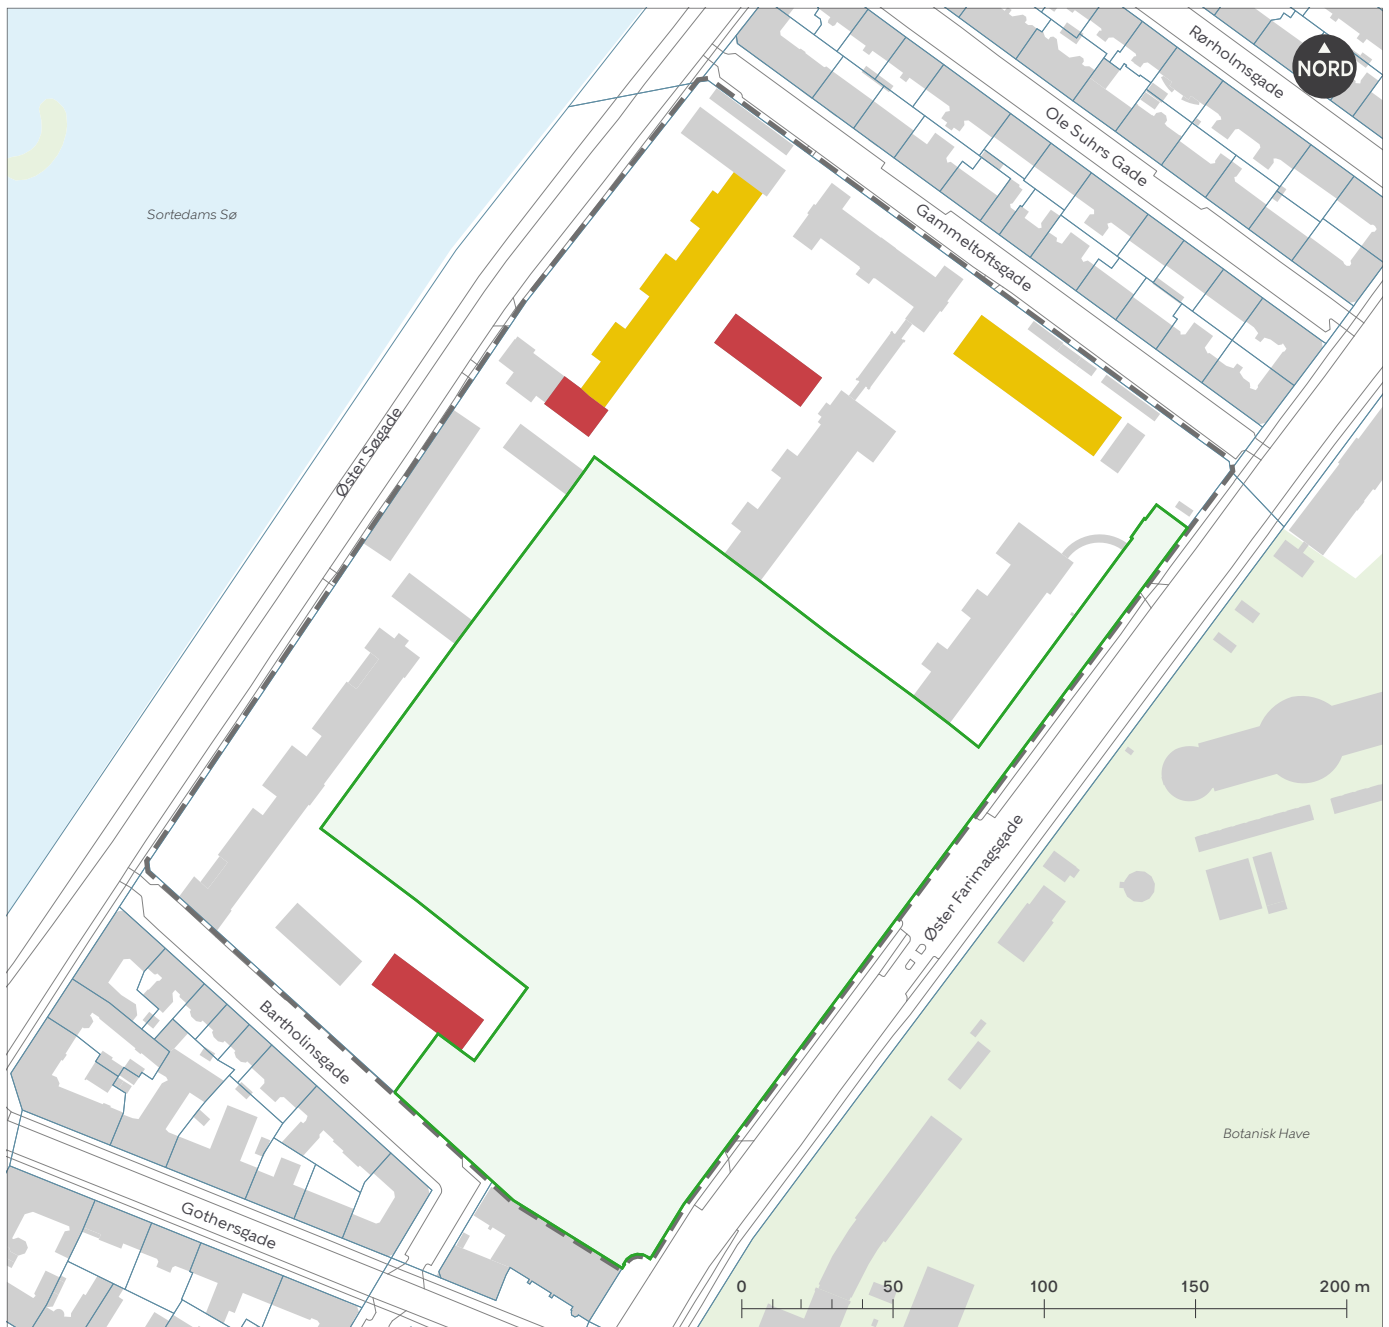 Rørholmsgade
NORD
Ole Suhrs Gade
Sortedams Sø
Gammeltoftsgade
Øster Søgade
Øster Farimagsgade
Bartholinsgade
Botanisk Have
Gothersgade
0 50 100 150 200 m